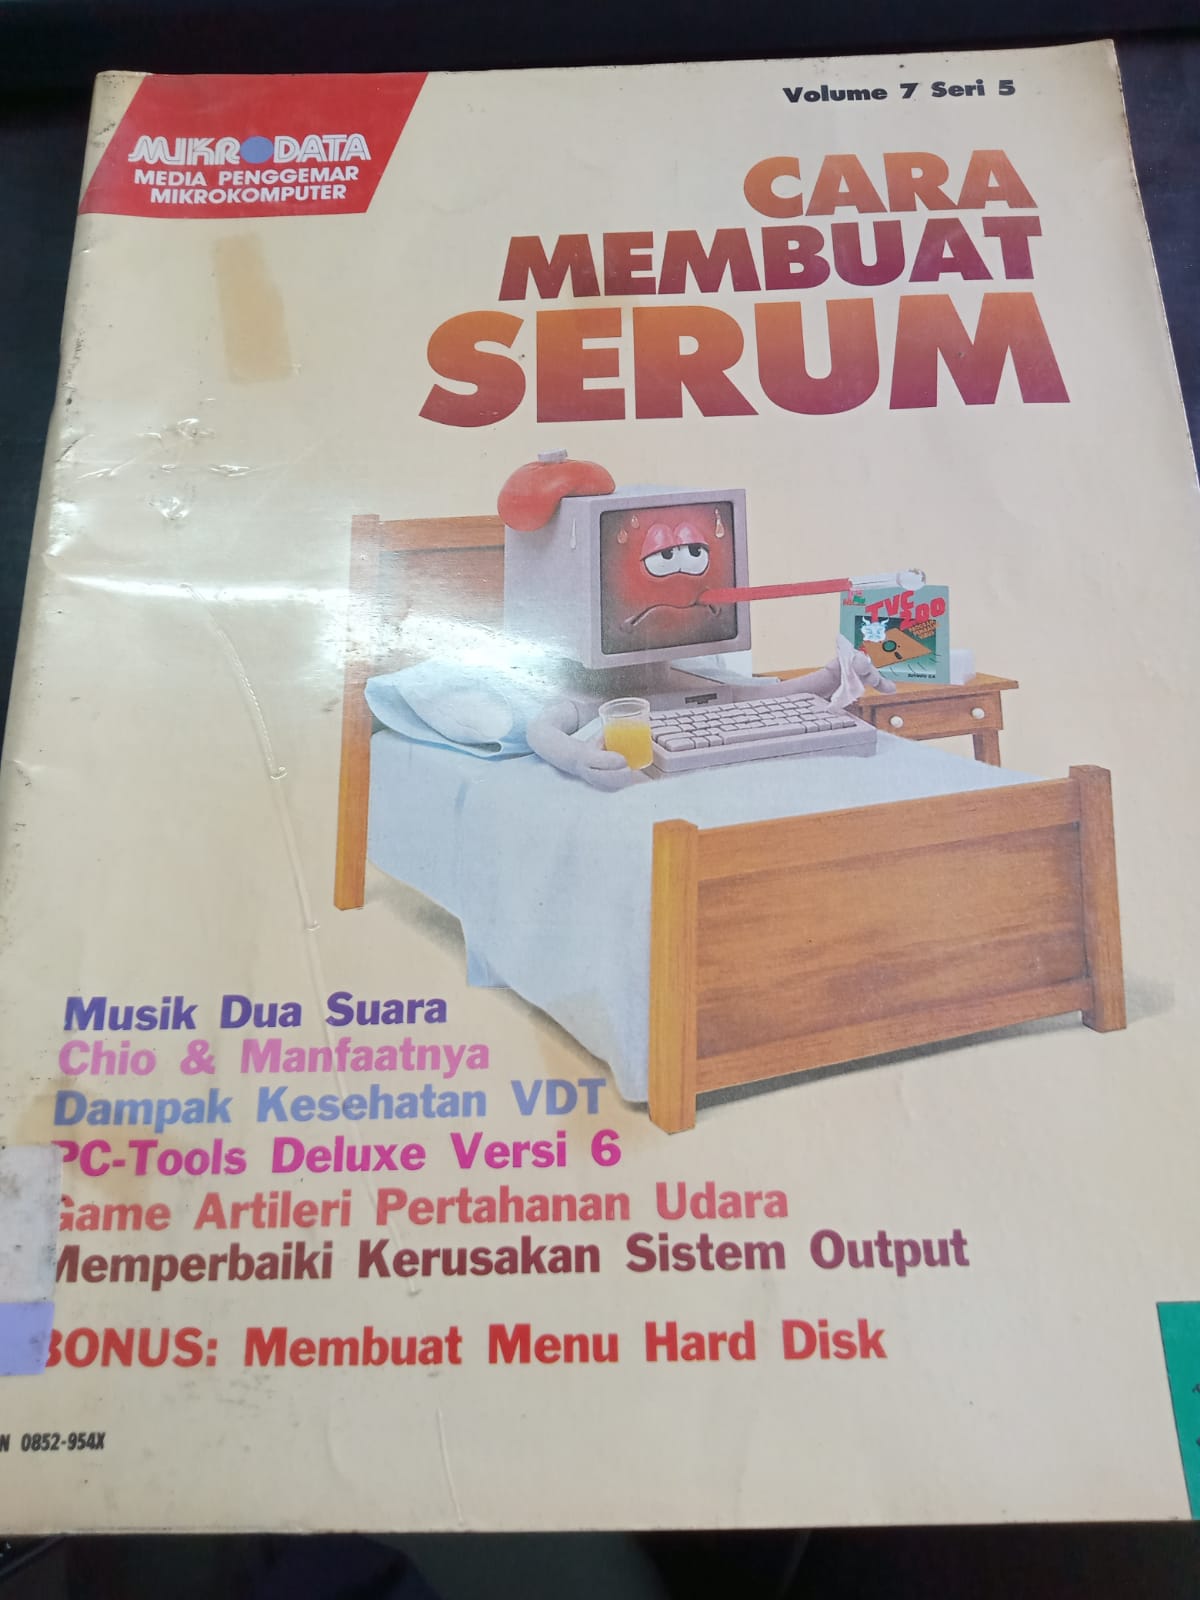 Volume 7 Seri 5
MIKRODATA
MEDIA PENGGEMAR
MIKROKOMPUTER
CARA
MEMBUAT
SERUM
TVC
200
Musik Dua Suara
Chio & Manfaatnya
Dampak Kesehatan VDT
PC-Tools Deluxe Versi 6
Game Artileri Pertahanan Udara
Memperbaiki Kerusakan Sistem Output
BONUS: Membuat Menu Hard Disk
N 0852-954X